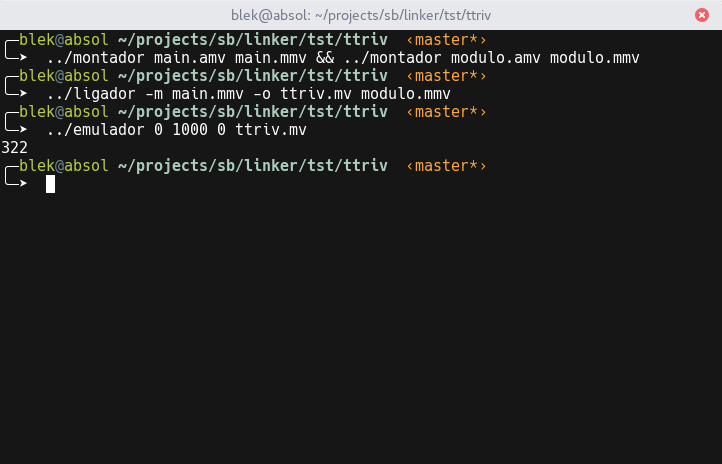 blek@absol: ~/projects/sb/linker/tst/ttriv
╭─blek@absol ~/projects/sb/linker/tst/ttriv ‹master*›
╰─➤ ../montador main.amv main.mmv && ../montador modulo.amv modulo.mmv
╭─blek@absol ~/projects/sb/linker/tst/ttriv ‹master*›
╰─➤ ../ligador -m main.mmv -o ttriv.mv modulo.mmv
╭─blek@absol ~/projects/sb/linker/tst/ttriv ‹master*›
╰─➤ ../emulador 0 1000 0 ttriv.mv
322
╭─blek@absol ~/projects/sb/linker/tst/ttriv ‹master*›
╰─➤